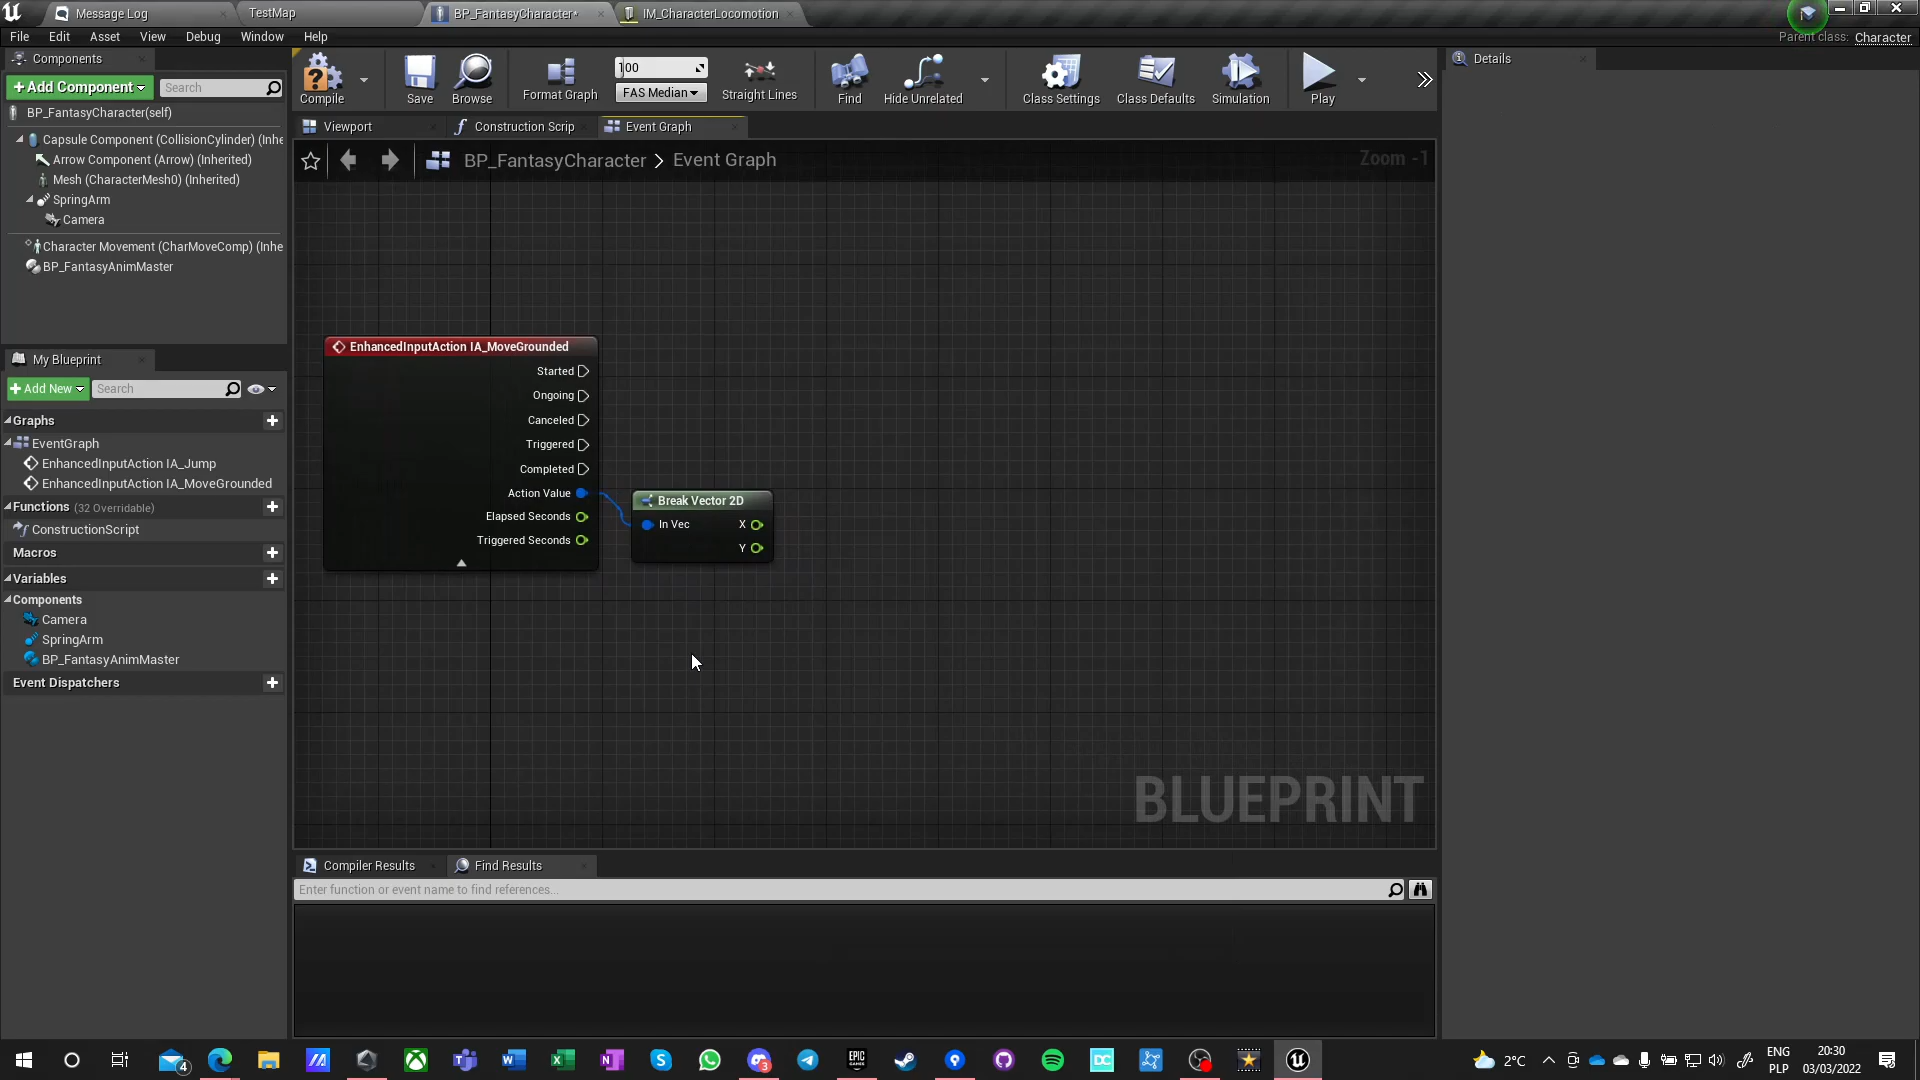 Message Log
TestMap
BP_FantasyCharacter*
IM_CharacterLocomotion
File
Edit
Asset
View
Debug
Window
Help
Parent class: Character
Components
+Add Component
Search
BP_FantasyCharacter(self)
Capsule Component (CollisionCylinder) (Inhe
Arrow Component (Arrow) (Inherited)
Mesh (CharacterMesh0) (Inherited)
SpringArm
Camera
Character Movement (CharMoveComp) (Inhe
BP_FantasyAnimMaster
My Blueprint
+Add New
Search
Graphs
EventGraph
EnhancedInputAction IA_Jump
EnhancedInputAction IA_MoveGrounded
Functions (32 Overridable)
ConstructionScript
Macros
Variables
Components
Camera
SpringArm
BP_FantasyAnimMaster
Event Dispatchers
Compile
Save
Browse
Format Graph
100
FAS Median
Straight Lines
Find
Hide Unrelated
Class Settings
Class Defaults
Simulation
Play
Viewport
Construction Scrip
Event Graph
BP_FantasyCharacter > Event Graph
Zoom -1
EnhancedInputAction IA_MoveGrounded
Started
Ongoing
Canceled
Triggered
Completed
Action Value
Elapsed Seconds
Triggered Seconds
Break Vector 2D
In Vec
X
Y
BLUEPRINT
Compiler Results
Find Results
Enter function or event name to find references...
Details
4
3
EPIC
GAMES
DC
2°C
ENG
PLP
20:30
03/03/2022